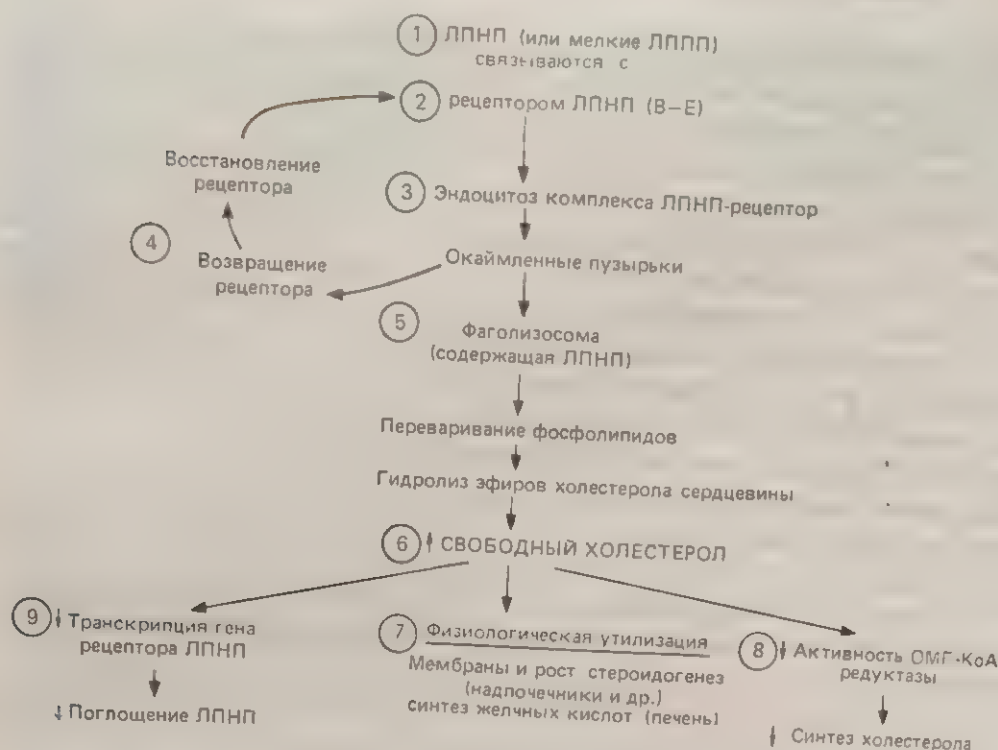 1 ЛПНП (или мелкие ЛППП)
связываются с
2 рецептором ЛПНП (В–Е)
Восстановление
рецептора
3 Эндоцитоз комплекса ЛПНП-рецептор
4
Возвращение
рецептора
Окаймленные пузырьки
5
Фаголизосома
(содержащая ЛПНП)
Переваривание фосфолипидов
Гидролиз эфиров холестерола сердцевины
6 ↑ СВОБОДНЫЙ ХОЛЕСТЕРОЛ
9 ↓ Транскрипция гена
рецептора ЛПНП
↓ Поглощение ЛПНП
7 Физиологическая утилизация
Мембраны и рост стероидогенез
(надпочечники и др.)
синтез желчных кислот (печень)
8 ↓ Активность ОМГ-КоА
редуктазы
↓ Синтез холестерола